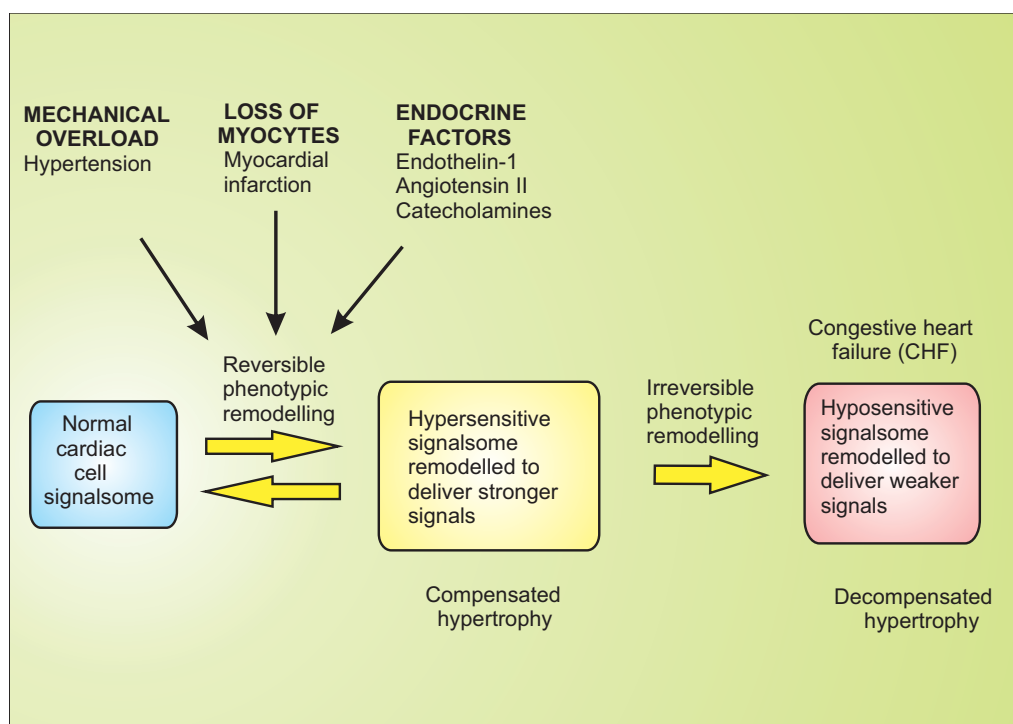 MECHANICAL
OVERLOAD
Hypertension
LOSS OF
MYOCYTES
Myocardial
infarction
ENDOCRINE
FACTORS
Endothelin-1
Angiotensin II
Catecholamines
Reversible
phenotypic
remodelling
Normal
cardiac
cell
signalsome
Hypersensitive
signalsome
remodelled to
deliver stronger
signals
Compensated
hypertrophy
Irreversible
phenotypic
remodelling
Congestive heart
failure (CHF)
Hyposensitive
signalsome
remodelled to
deliver weaker
signals
Decompensated
hypertrophy